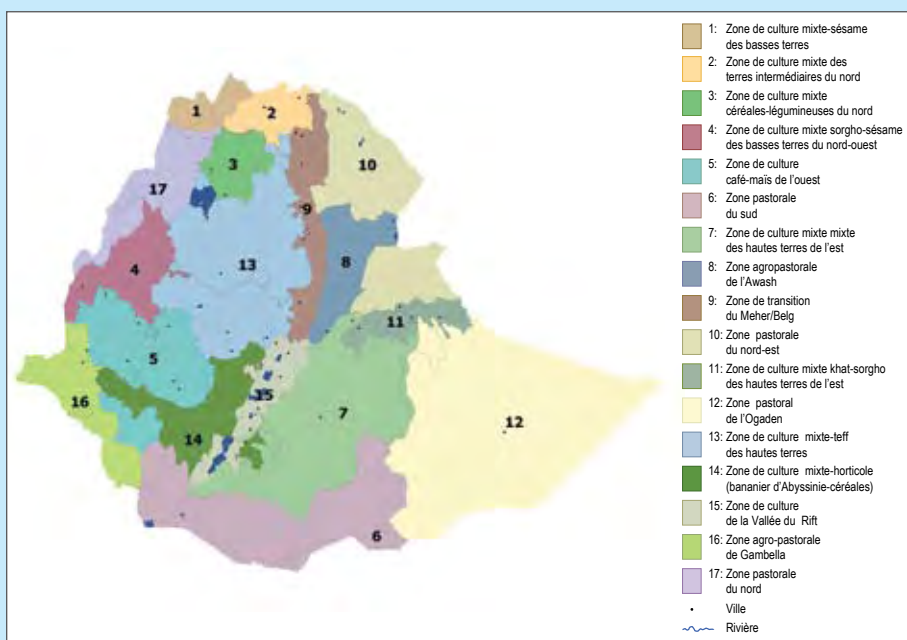 1
2
3
10
17
9
4
13
8
11
5
15
16
7
12
14
6
1: Zone de culture mixte-sésame
des basses terres
2: Zone de culture mixte des
terres intermédiaires du nord
3: Zone de culture mixte
céréales-légumineuses du nord
4: Zone de culture mixte sorgho-sésame
des basses terres du nord-ouest
5: Zone de culture
café-maïs de l'ouest
6: Zone pastorale
du sud
7: Zone de culture mixte mixte
des hautes terres de l'est
8: Zone agropastorale
de l'Awash
9: Zone de transition
du Meher/Belg
10: Zone pastorale
du nord-est
11: Zone de culture mixte khat-sorgho
des hautes terres de l'est
12: Zone pastoral
de l'Ogaden
13: Zone de culture mixte-teff
des hautes terres
14: Zone de culture mixte-horticole
(bananier d'Abyssinie-céréales)
15: Zone de culture
de la Vallée du Rift
16: Zone agro-pastorale
de Gambella
17: Zone pastorale
du nord
Ville
Rivière